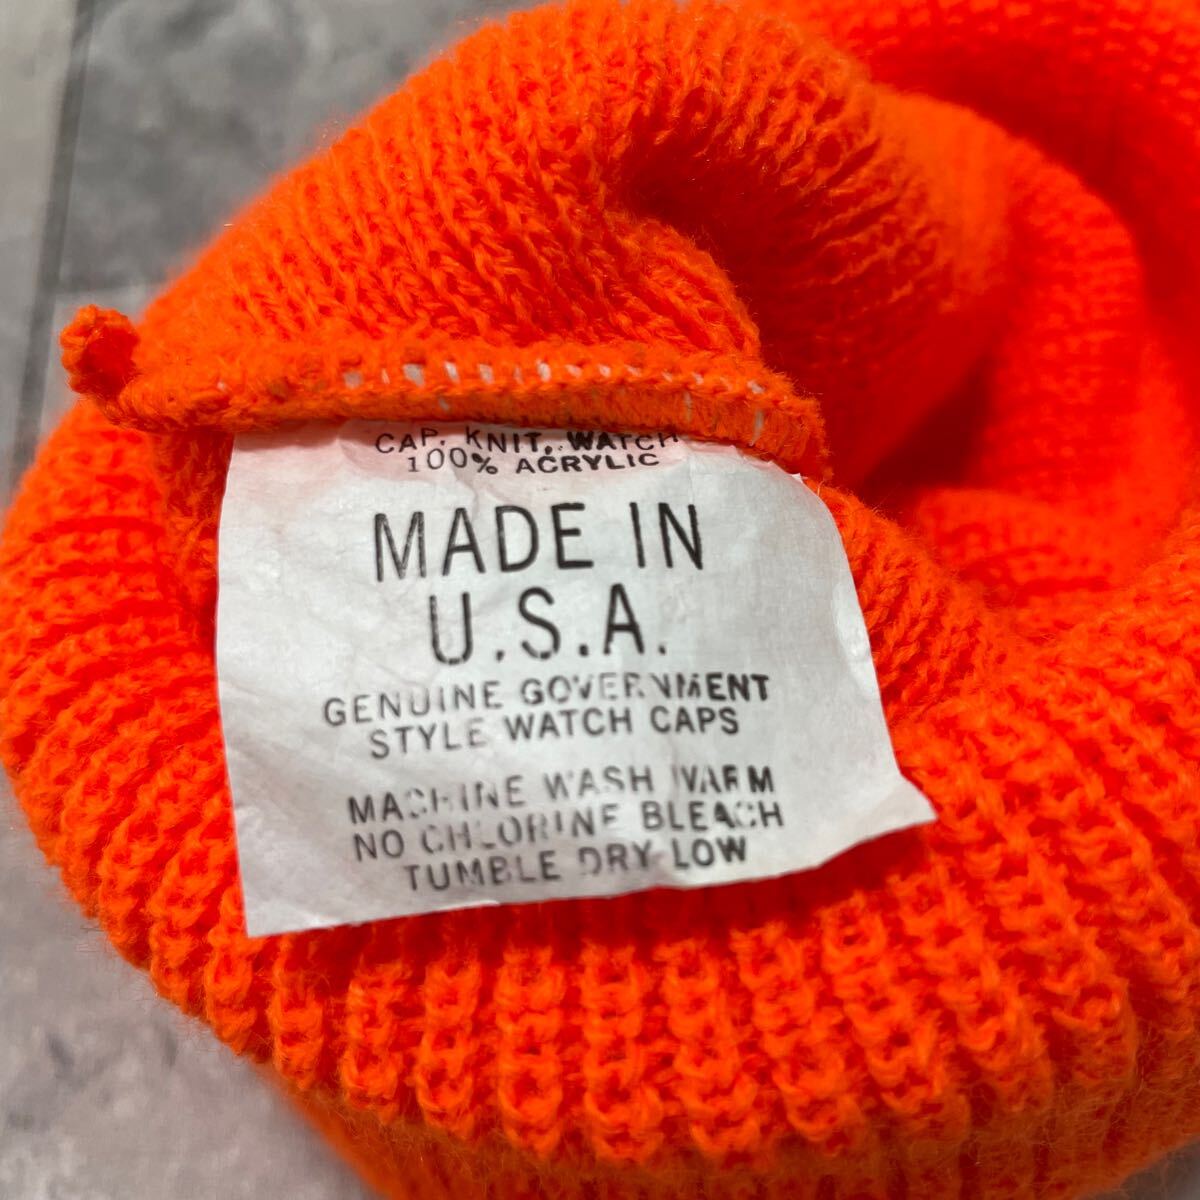 CAP, KNIT, WATCH
100% ACRYLIC
MADE IN
U.S.A.
GENUINE GOVERNMENT
STYLE WATCH CAPS
MACHINE WASH WARM
NO CHLORINE BLEACH
TUMBLE DRY LOW